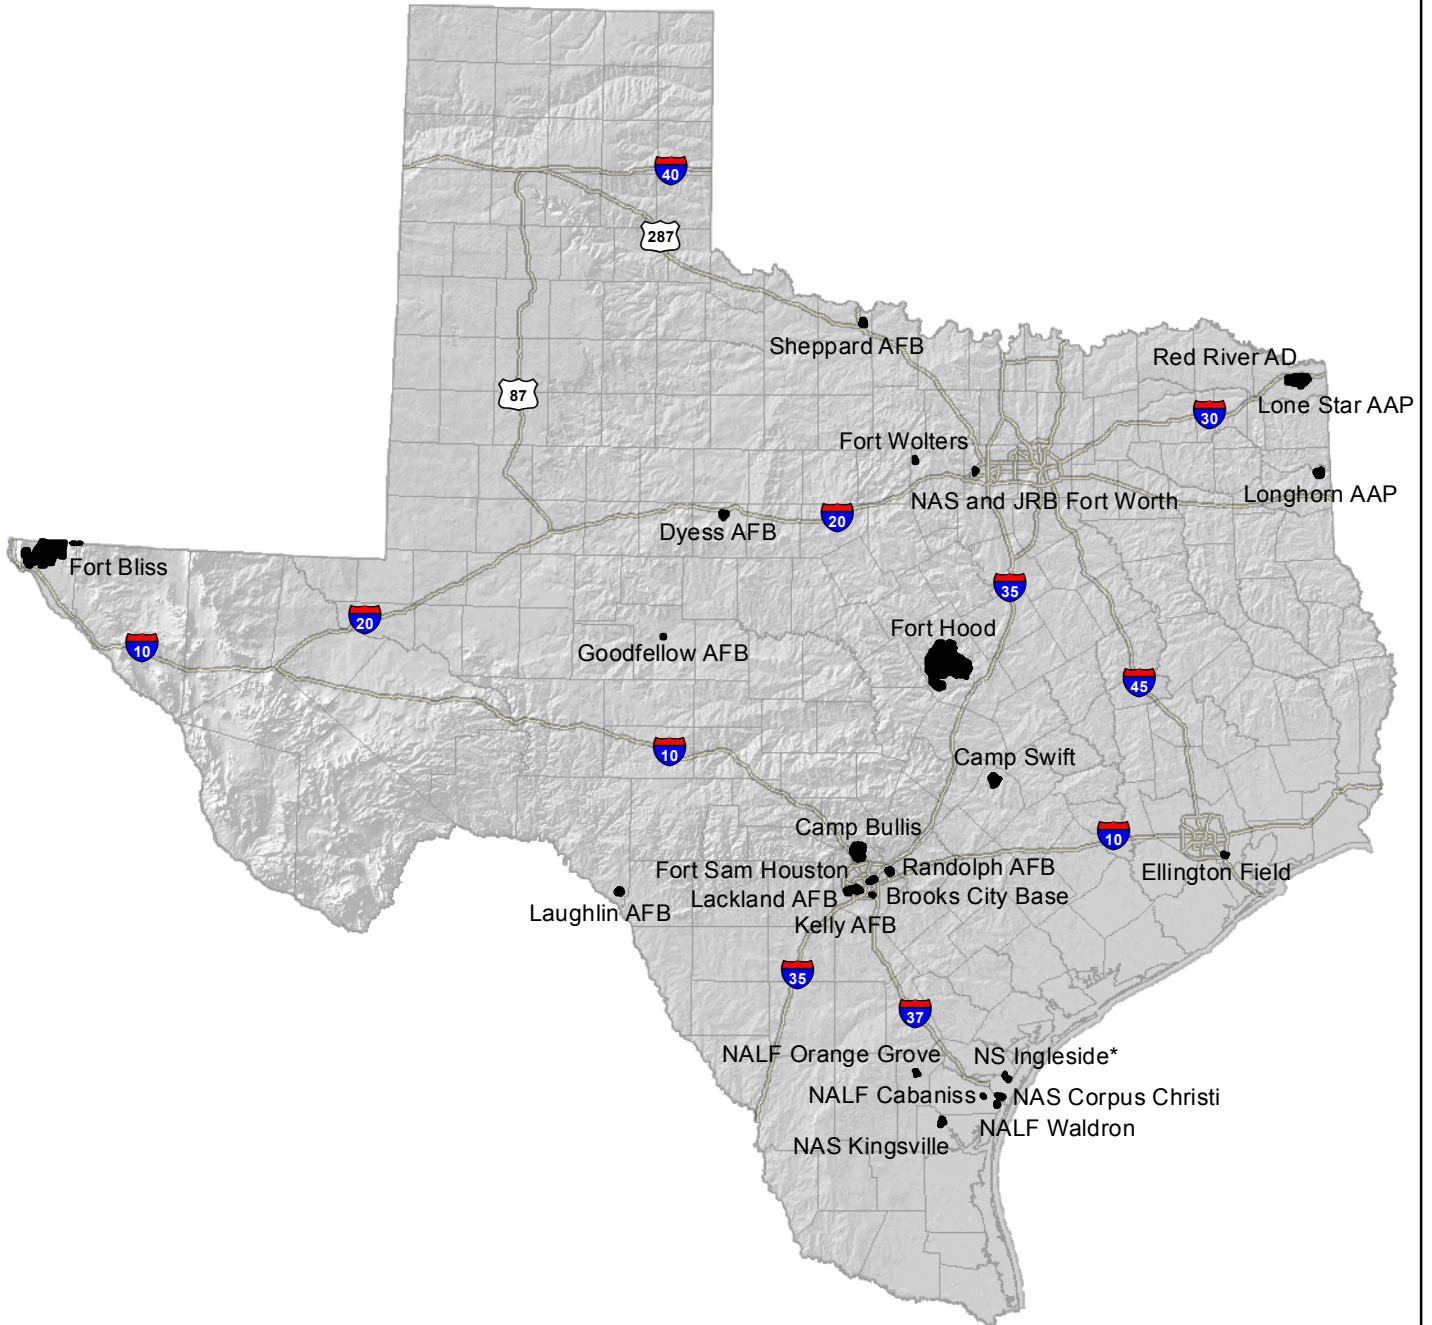 40
287
Sheppard AFB
Red River AD
87
Lone Star AAP
30
Fort Wolters
Longhorn AAP
NAS and JRB Fort Worth
20
Dyess AFB
Fort Bliss
35
20
Fort Hood
10
Goodfellow AFB
45
10
Camp Swift
Camp Bullis
10
Fort Sam Houston
Randolph AFB
Ellington Field
Lackland AFB
Brooks City Base
Laughlin AFB
Kelly AFB
35
37
NALF Orange Grove
NS Ingleside*
NALF Cabaniss
NAS Corpus Christi
NALF Waldron
NAS Kingsville